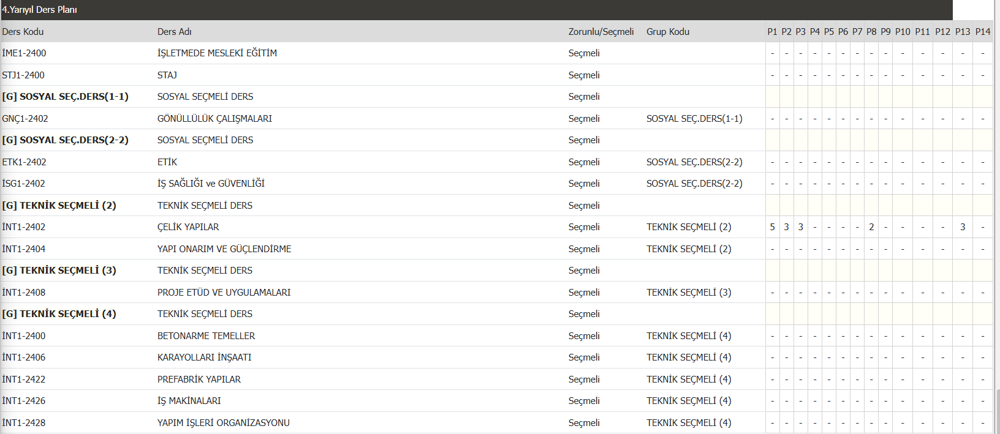 4.Yarıyıl Ders Planı
Ders Kodu Ders Adı Zorunlu/Seçmeli Grup Kodu P1 P2 P3 P4 P5 P6 P7 P8 P9 P10 P11 P12 P13 P14
İME1-2400 İŞLETMEDE MESLEKİ EĞİTİM Seçmeli - - - - - - - - - - - - - -
STJ1-2400 STAJ Seçmeli - - - - - - - - - - - - - -
[G] SOSYAL SEÇ.DERS(1-1) SOSYAL SEÇMELİ DERS Seçmeli
GNÇ1-2402 GÖNÜLLÜLÜK ÇALIŞMALARI Seçmeli SOSYAL SEÇ.DERS(1-1) - - - - - - - - - - - - - -
[G] SOSYAL SEÇ.DERS(2-2) SOSYAL SEÇMELİ DERS Seçmeli
ETK1-2402 ETİK Seçmeli SOSYAL SEÇ.DERS(2-2) - - - - - - - - - - - - - -
İSG1-2402 İŞ SAĞLIĞI ve GÜVENLİĞİ Seçmeli SOSYAL SEÇ.DERS(2-2) - - - - - - - - - - - - - -
[G] TEKNİK SEÇMELİ (2) TEKNİK SEÇMELİ DERS Seçmeli
İNT1-2402 ÇELİK YAPILAR Seçmeli TEKNİK SEÇMELİ (2) 5 3 3 - - - - 2 - - - - 3 -
İNT1-2404 YAPI ONARIM VE GÜÇLENDİRME Seçmeli TEKNİK SEÇMELİ (2) - - - - - - - - - - - - - -
[G] TEKNİK SEÇMELİ (3) TEKNİK SEÇMELİ DERS Seçmeli
İNT1-2408 PROJE ETÜD VE UYGULAMALARI Seçmeli TEKNİK SEÇMELİ (3) - - - - - - - - - - - - - -
[G] TEKNİK SEÇMELİ (4) TEKNİK SEÇMELİ DERS Seçmeli
İNT1-2400 BETONARME TEMELLER Seçmeli TEKNİK SEÇMELİ (4) - - - - - - - - - - - - - -
İNT1-2406 KARAYOLLARI İNŞAATI Seçmeli TEKNİK SEÇMELİ (4) - - - - - - - - - - - - - -
İNT1-2422 PREFABRİK YAPILAR Seçmeli TEKNİK SEÇMELİ (4) - - - - - - - - - - - - - -
İNT1-2426 İŞ MAKİNALARI Seçmeli TEKNİK SEÇMELİ (4) - - - - - - - - - - - - - -
İNT1-2428 YAPIM İŞLERİ ORGANİZASYONU Seçmeli TEKNİK SEÇMELİ (4) - - - - - - - - - - - - - -